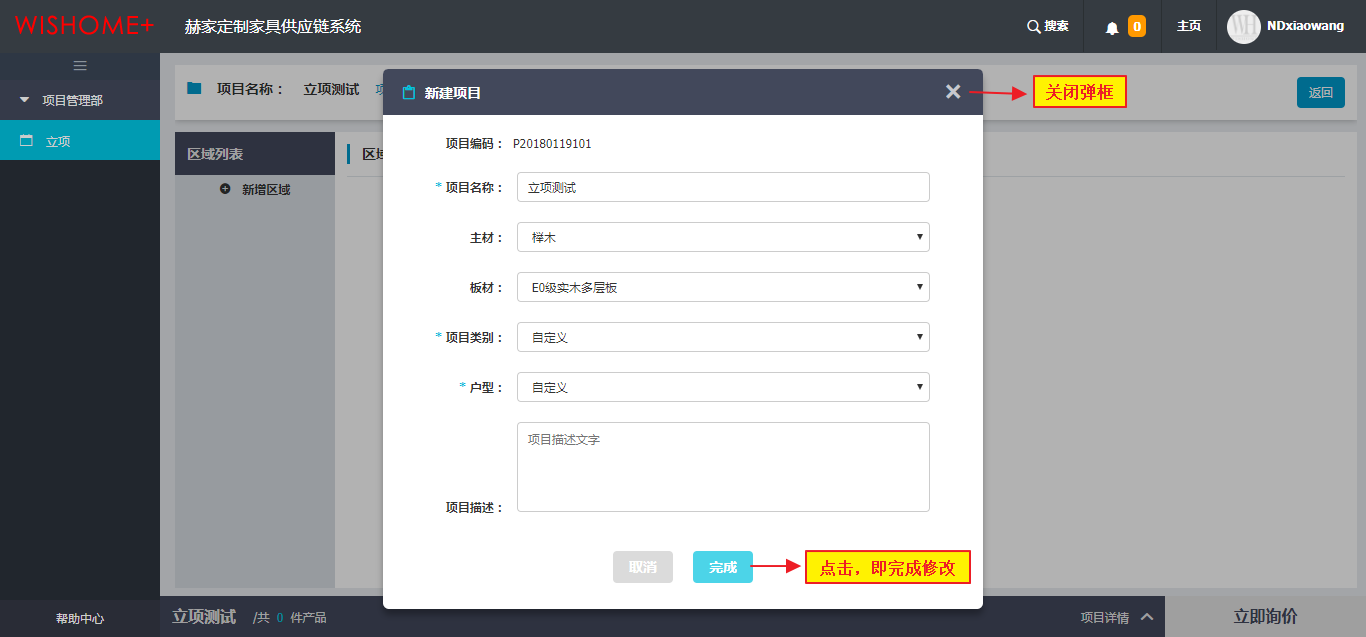 WISHOME+ 赫家定制家具供应链系统 搜索 0 主页 NDxiaowang
项目管理部
立项
帮助中心
项目名称： 立项测试 返回
区域列表
新增区域
新建项目
关闭弹框
项目编码： P20180119101
* 项目名称： 立项测试
主材： 榉木
板材： E0级实木多层板
* 项目类别： 自定义
* 户型： 自定义
项目描述文字
项目描述：
取消 完成 点击，即完成修改
立项测试 /共 0 件产品 项目详情 立即询价